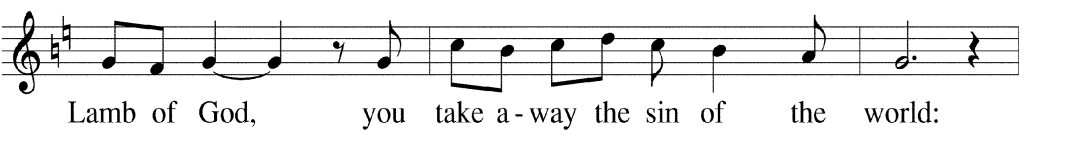 Lamb of God, you take a-way the sin of the world: